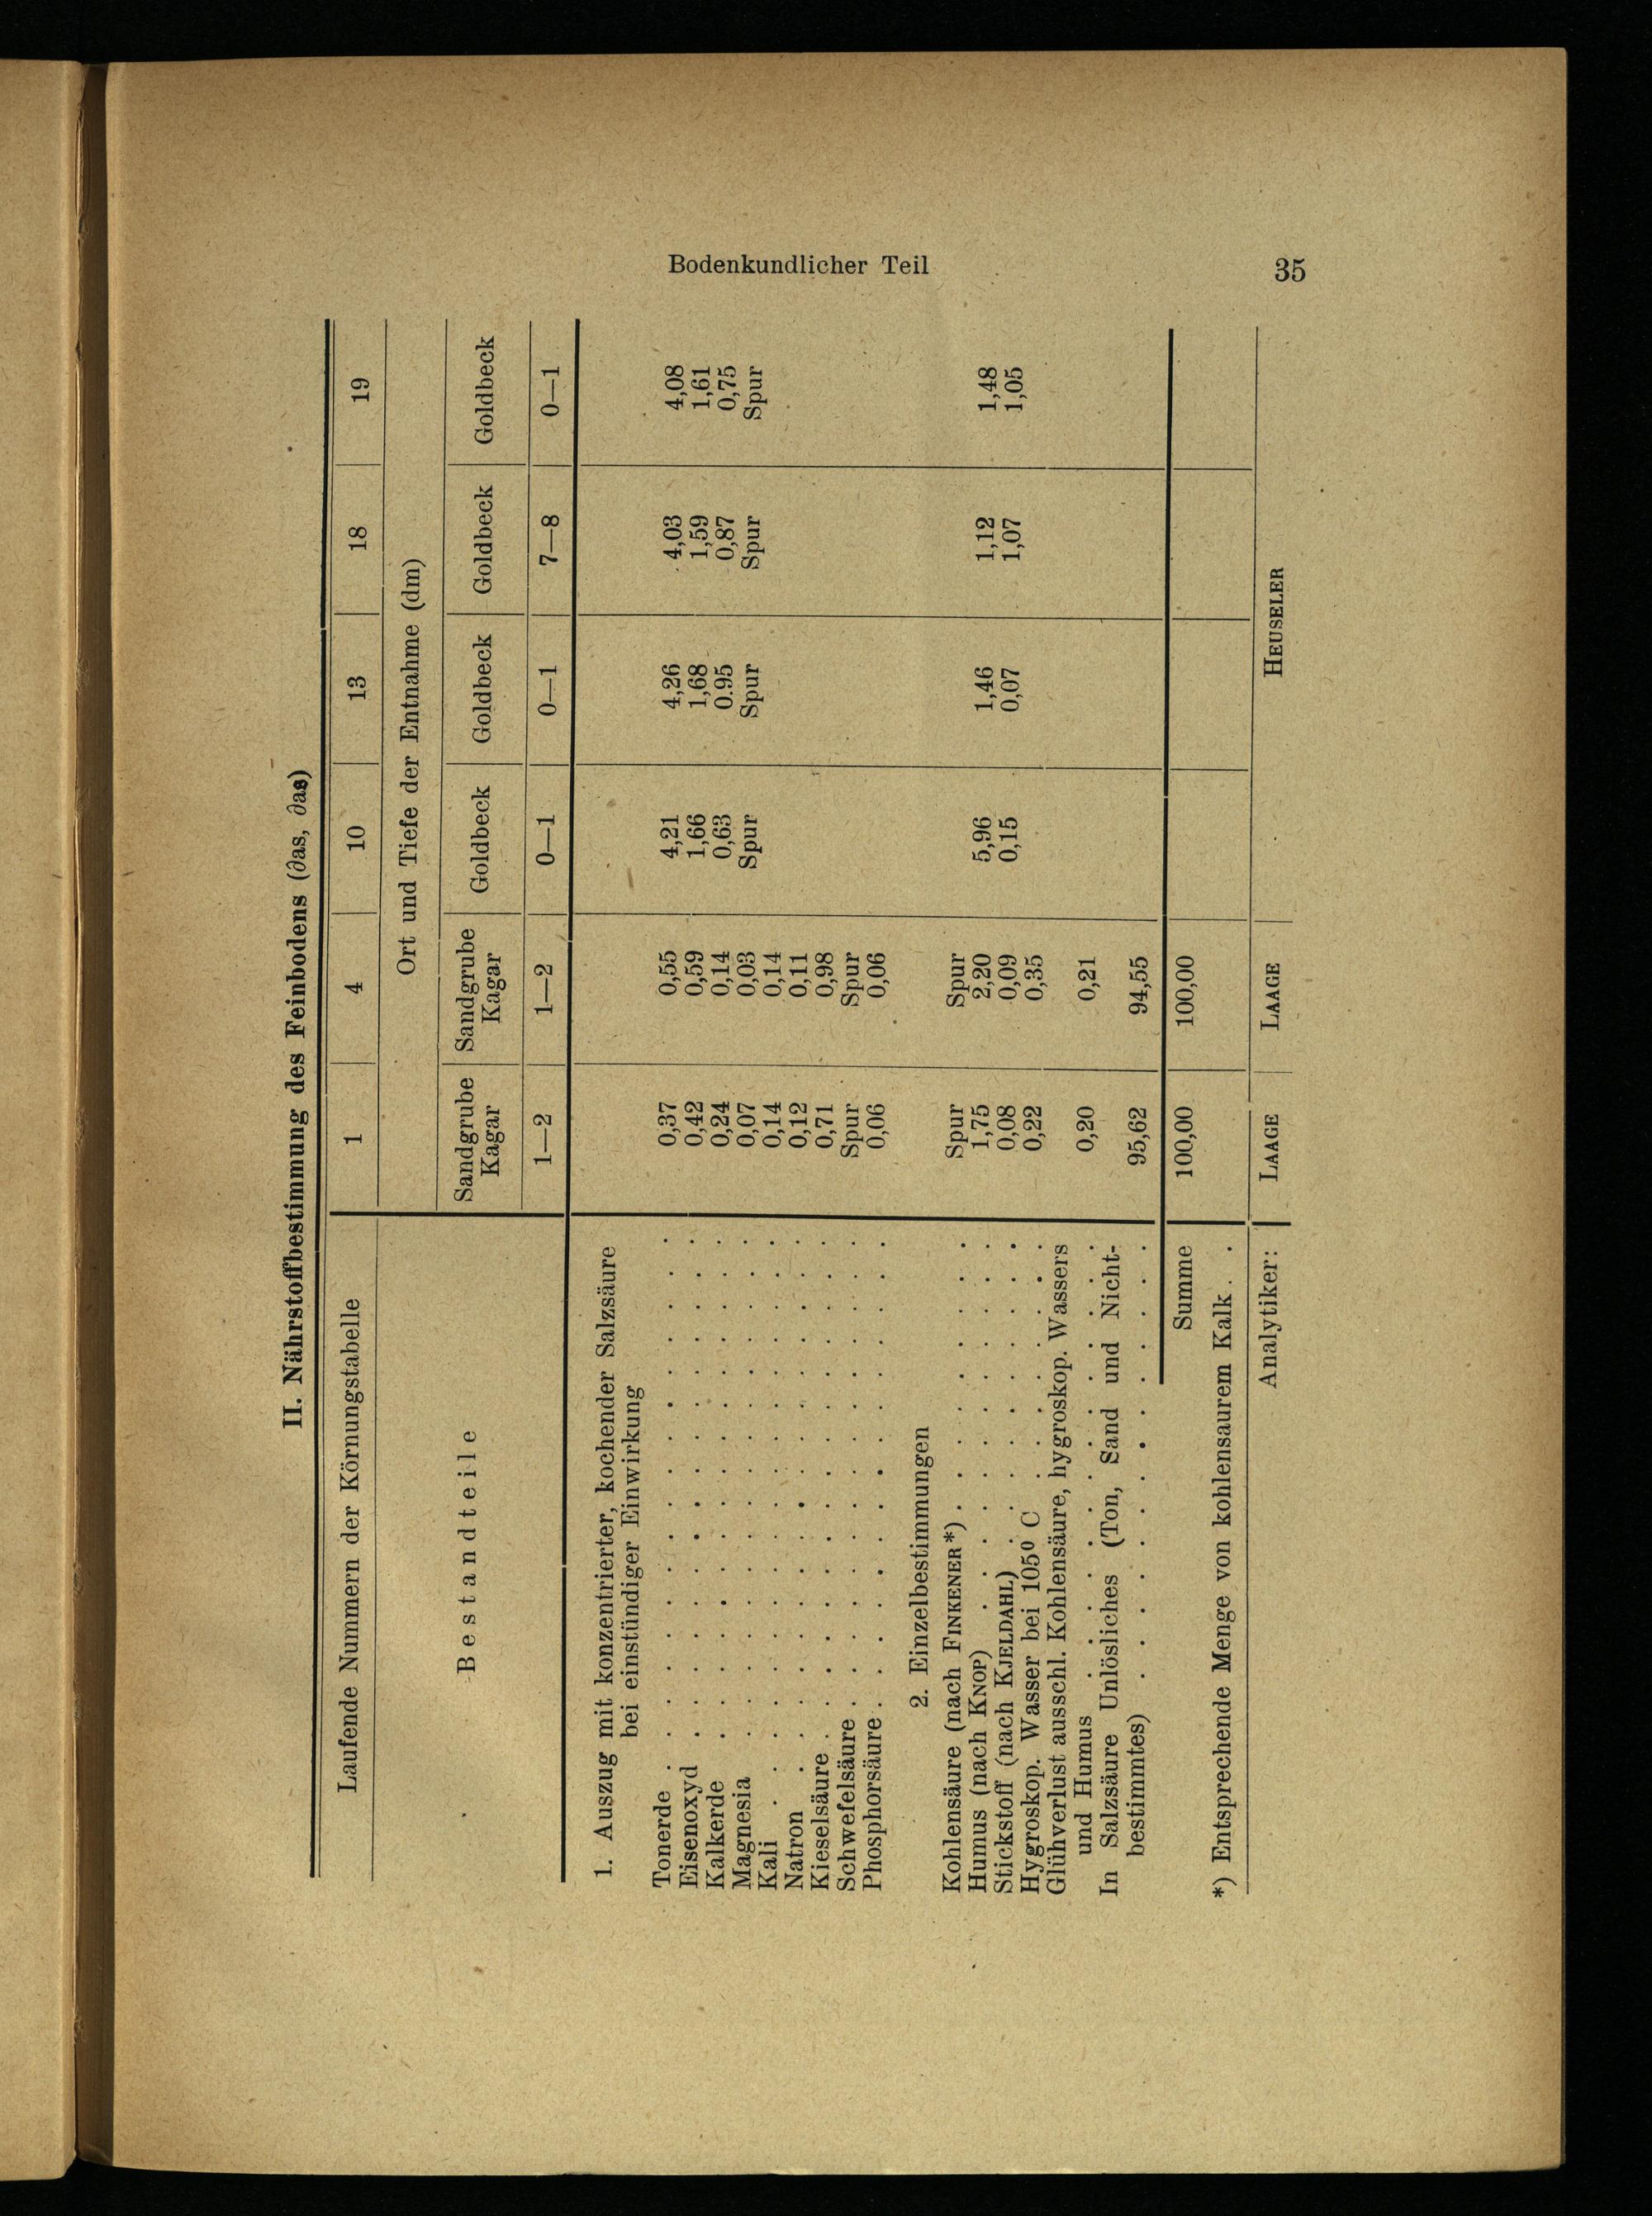 Bodenkundlicher Teil 35
II. Nährstoffbestimmung des Feinbodens (∂as, ∂as)
Laufende Nummern der Körnungstabelle 1 4 10 13 18 19
Ort und Tiefe der Entnahme (dm)
Bestandteile Sandgrube Kagar Sandgrube Kagar Goldbeck Goldbeck Goldbeck Goldbeck
1—2 1—2 0—1 0—1 7—8 0—1
1. Auszug mit konzentrierter, kochender Salzsäure
bei einstündiger Einwirkung
Tonerde 0,37 0,55 4,21 4,26 4,03 4,08
Eisenoxyd 0,42 0,59 1,66 1,68 1,59 1,61
Kalkerde 0,24 0,14 0,63 0.95 0,87 0,75
Magnesia 0,07 0,03 Spur Spur Spur Spur
Kali 0,14 0,14
Natron 0,12 0,11
Kieselsäure 0,71 0,98
Schwefelsäure Spur Spur
Phosphorsäure 0,06 0,06
2. Einzelbestimmungen
Kohlensäure (nach FINKENER*) Spur Spur
Humus (nach KNOP) 1,75 2,20 5,96 1,46 1,12 1,48
Stickstoff (nach KJELDAHL) 0,08 0,09 0,15 0,07 1,07 1,05
Hygroskop. Wasser bei 105⁰ C 0,22 0,35
Glühverlust ausschl. Kohlensäure, hygroskop. Wassers
und Humus 0,20 0,21
In Salzsäure Unlösliches (Ton, Sand und Nicht-
bestimmtes) 95,62 94,55
Summe 100,00 100,00
*) Entsprechende Menge von kohlensaurem Kalk
Analytiker: LAAGE LAAGE HEUSELER